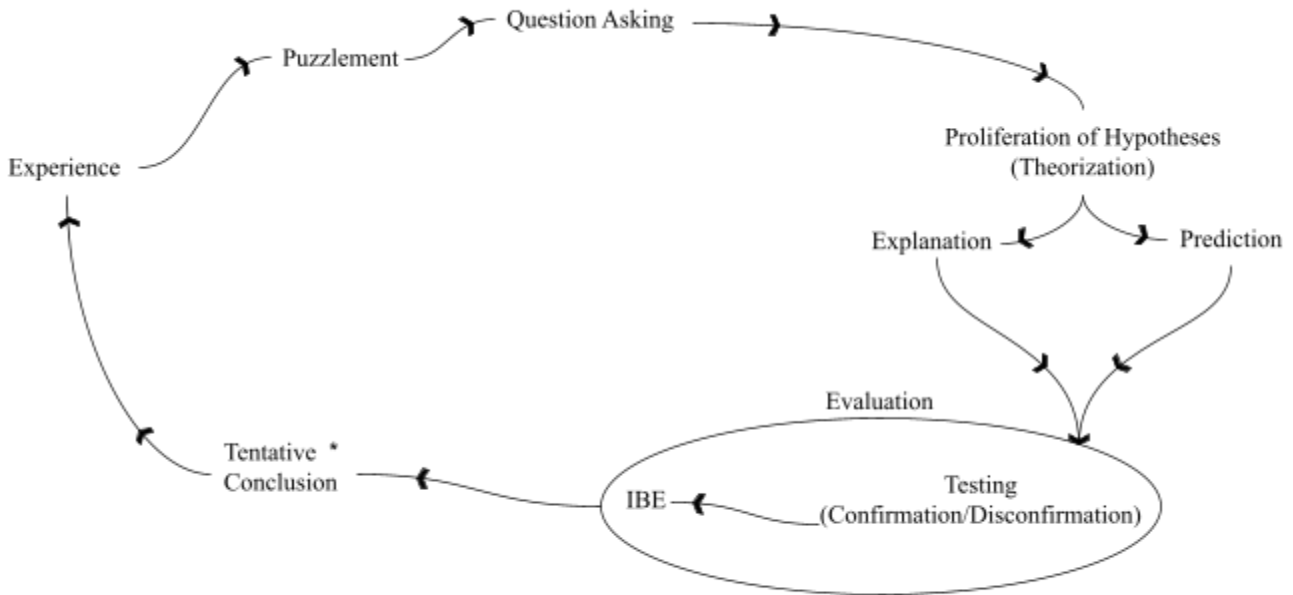 Question Asking
Puzzlement
Proliferation of Hypotheses
(Theorization)
Experience
Explanation
Prediction
Evaluation
Tentative *
Conclusion
IBE
Testing
(Confirmation/Disconfirmation)